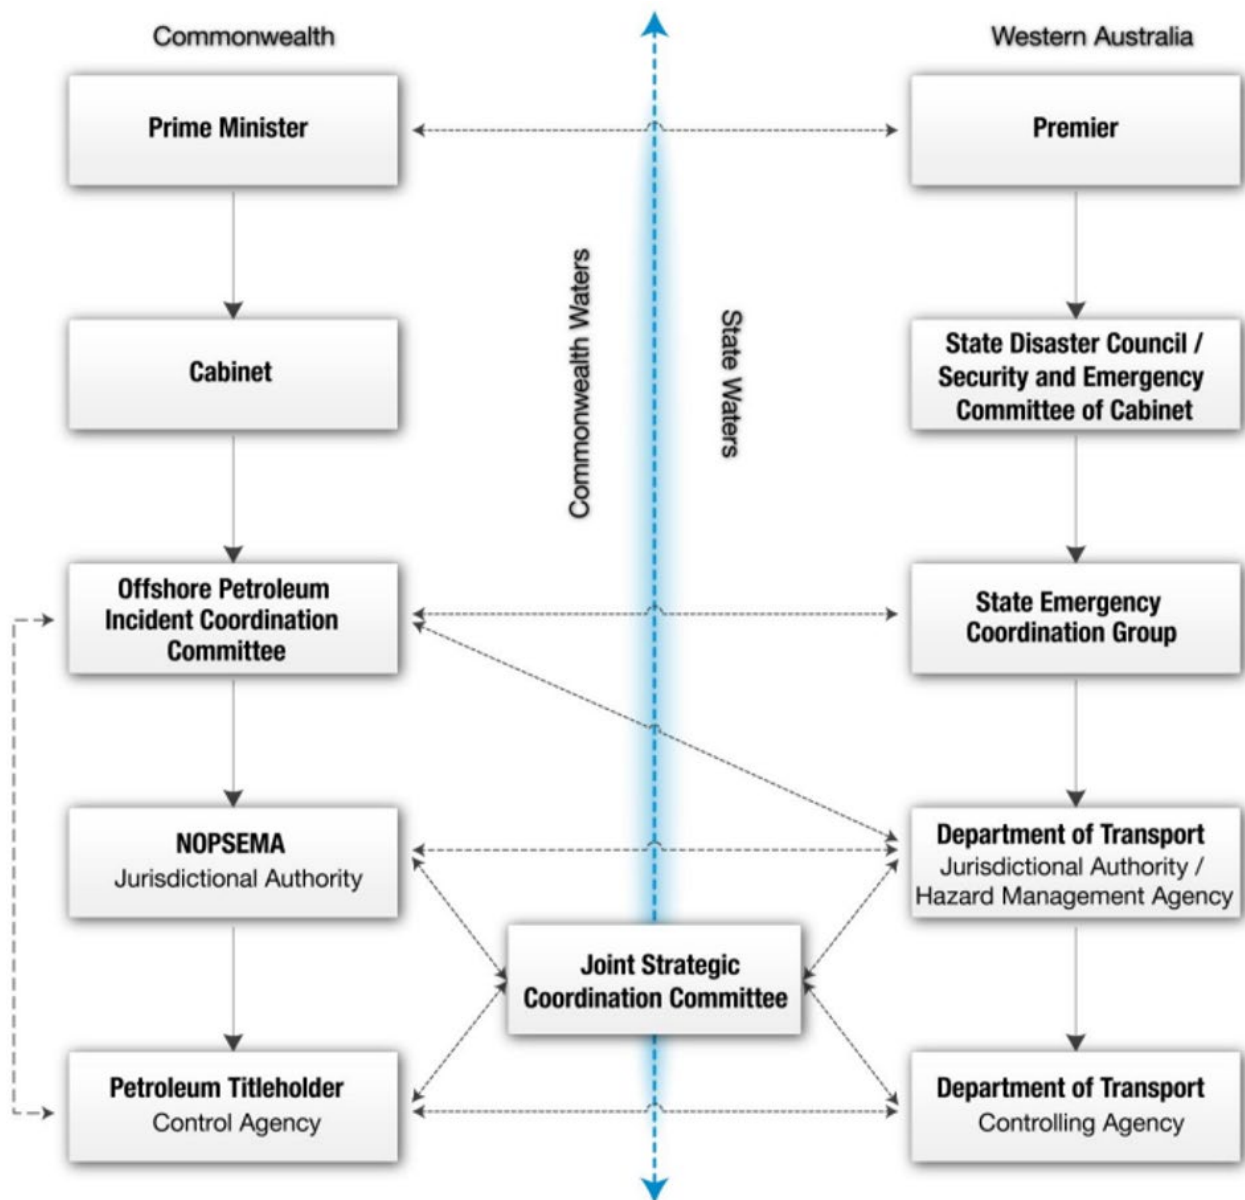 Commonwealth
Western Australia
Prime Minister
Premier
Commonwealth Waters
State Waters
Cabinet
State Disaster Council /
Security and Emergency
Committee of Cabinet
Offshore Petroleum
Incident Coordination
Committee
State Emergency
Coordination Group
NOPSEMA
Jurisdictional Authority
Department of Transport
Jurisdictional Authority /
Hazard Management Agency
Joint Strategic
Coordination Committee
Petroleum Titleholder
Control Agency
Department of Transport
Controlling Agency